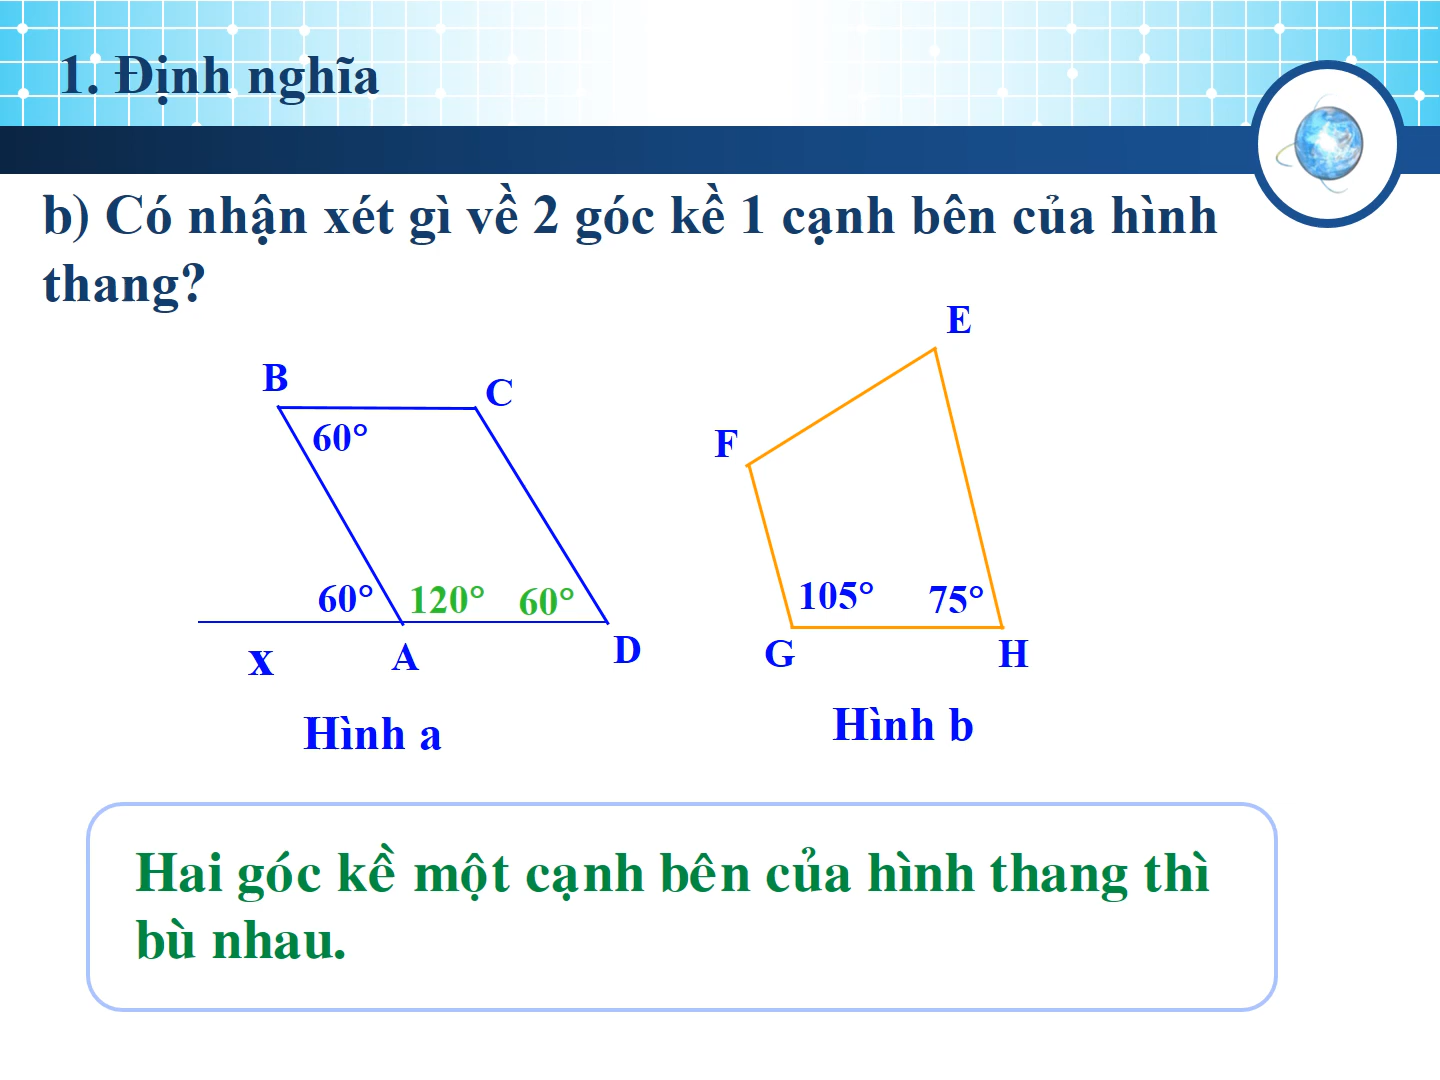 1. Định nghĩa
b) Có nhận xét gì về 2 góc kề 1 cạnh bên của hình
thang?
E
B
C
F
60°
60°
120°
60°
105°
75°
x
A
D
G
H
Hình a
Hình b
Hai góc kề một cạnh bên của hình thang thì
bù nhau.